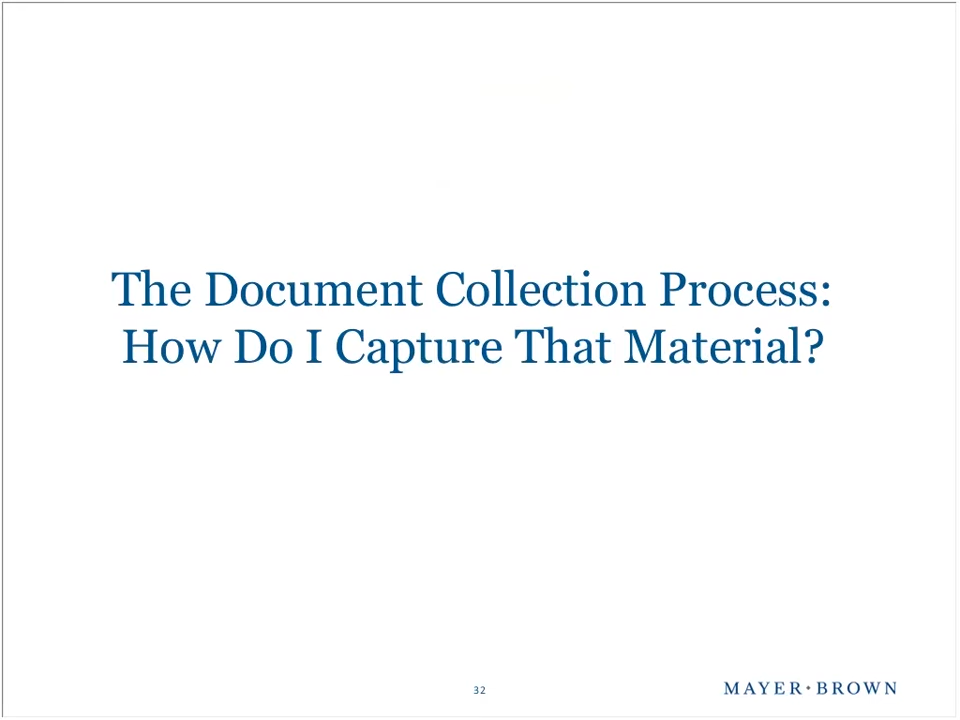 The Document Collection Process:
How Do I Capture That Material?
32
MAYER • BROWN